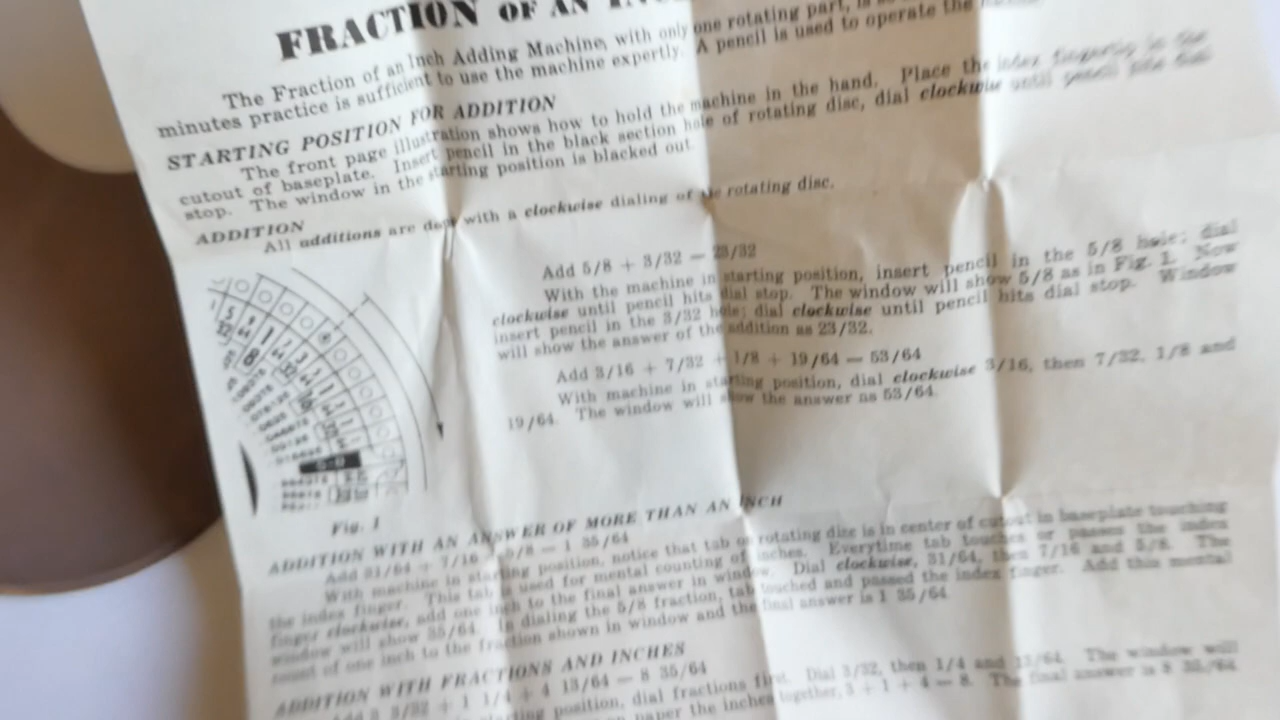 FRACTION OF AN
The Fraction of an Inch Adding Machine, with only one rotating part, is
minutes practice is sufficient to use the machine expertly. A pencil is used to operate the
STARTING POSITION FOR ADDITION
The front page illustration shows how to hold the machine in the hand. Place the index fingertip in the
cutout of baseplate. Insert pencil in the black section hole of rotating disc, dial clockwise until pencil hits dial
stop. The window in the starting position is blacked out.
ADDITION
All additions are done with a clockwise dialing of the rotating disc.
Add 5/8 + 3/32 — 23/32
With the machine in starting position, insert pencil in the 5/8 hole; dial
clockwise until pencil hits dial stop. The window will show 5/8 as in Fig. 1. Now
insert pencil in the 3/32 hole; dial clockwise until pencil hits dial stop. Window
will show the answer of the addition as 23/32.
Add 3/16 + 7/32 + 1/8 + 19/64 — 53/64
With machine in starting position, dial clockwise 3/16, then 7/32, 1/8 and
19/64. The window will show the answer as 53/64.
Fig. 1
ADDITION WITH AN ANSWER OF MORE THAN AN INCH
Add 31/64 + 7/16 + 5/8 — 1 35/64
With machine in starting position, notice that tab on rotating disc is in center of cutout in baseplate touching
the index finger. This tab is used for mental counting of inches. Everytime tab touches or passes the index
finger clockwise, add one inch to the final answer in window. Dial clockwise, 31/64, then 7/16 and 5/8. The
window will show 35/64. In dialing the 5/8 fraction, tab touched and passed the index finger. Add this mental
count of one inch to the fraction shown in window and the final answer is 1 35/64.
ADDITION WITH FRACTIONS AND INCHES
Add 3 3/32 + 1 1/4 + 4 13/64 — 8 35/64
starting position, dial fractions first. Dial 3/32, then 1/4 and 13/64. The window will
paper the inches together, 3 + 1 + 4 — 8. The final answer is 8 35/64.